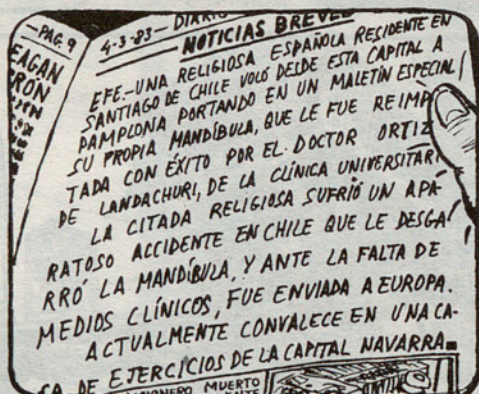 —PAG. 9
4-3-83— DIARIO
NOTICIAS BREVES
EFE.-UNA RELIGIOSA ESPAÑOLA RESIDENTE EN
SANTIAGO DE CHILE VOLÓ DESDE ESTA CAPITAL A
PAMPLONA PORTANDO EN UN MALETÍN ESPECIAL
SU PROPIA MANDÍBULA, QUE LE FUE REIMP
TADA CON ÉXITO POR EL DOCTOR ORTIZ
DE LANDACHURI, DE LA CLÍNICA UNIVERSITARI
LA CITADA RELIGIOSA SUFRIÓ UN APA-
RATOSO ACCIDENTE EN CHILE QUE LE DESGA-
RRÓ LA MANDÍBULA, Y ANTE LA FALTA DE
MEDIOS CLÍNICOS, FUE ENVIADA A EUROPA.
ACTUALMENTE CONVALECE EN UNA CA-
SA DE EJERCICIOS DE LA CAPITAL NAVARRA
EAGAN
RON
MUERTO